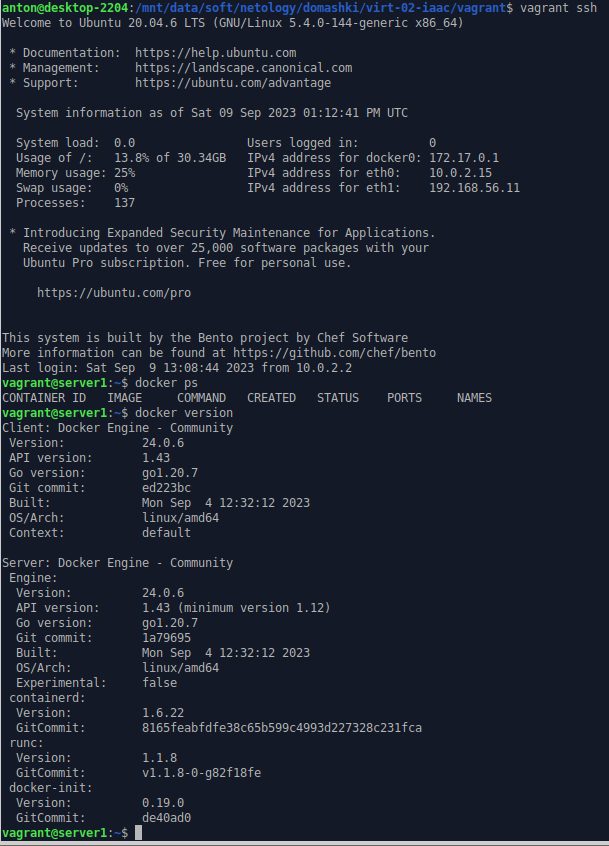 anton@desktop-2204:/mnt/data/soft/netology/domashki/virt-02-iaac/vagrant$ vagrant ssh
Welcome to Ubuntu 20.04.6 LTS (GNU/Linux 5.4.0-144-generic x86_64)

 * Documentation:  https://help.ubuntu.com
 * Management:     https://landscape.canonical.com
 * Support:        https://ubuntu.com/advantage

  System information as of Sat 09 Sep 2023 01:12:41 PM UTC

  System load:  0.0                Users logged in:          0
  Usage of /:   13.8% of 30.34GB   IPv4 address for docker0: 172.17.0.1
  Memory usage: 25%                IPv4 address for eth0:    10.0.2.15
  Swap usage:   0%                 IPv4 address for eth1:    192.168.56.11
  Processes:    137

 * Introducing Expanded Security Maintenance for Applications.
   Receive updates to over 25,000 software packages with your
   Ubuntu Pro subscription. Free for personal use.

     https://ubuntu.com/pro

This system is built by the Bento project by Chef Software
More information can be found at https://github.com/chef/bento
Last login: Sat Sep  9 13:08:44 2023 from 10.0.2.2
vagrant@server1:~$ docker ps
CONTAINER ID   IMAGE     COMMAND   CREATED   STATUS    PORTS     NAMES
vagrant@server1:~$ docker version
Client: Docker Engine - Community
 Version:           24.0.6
 API version:       1.43
 Go version:        go1.20.7
 Git commit:        ed223bc
 Built:             Mon Sep  4 12:32:12 2023
 OS/Arch:           linux/amd64
 Context:           default

Server: Docker Engine - Community
 Engine:
  Version:          24.0.6
  API version:      1.43 (minimum version 1.12)
  Go version:       go1.20.7
  Git commit:       1a79695
  Built:            Mon Sep  4 12:32:12 2023
  OS/Arch:          linux/amd64
  Experimental:     false
 containerd:
  Version:          1.6.22
  GitCommit:        8165feabfdfe38c65b599c4993d227328c231fca
 runc:
  Version:          1.1.8
  GitCommit:        v1.1.8-0-g82f18fe
 docker-init:
  Version:          0.19.0
  GitCommit:        de40ad0
vagrant@server1:~$